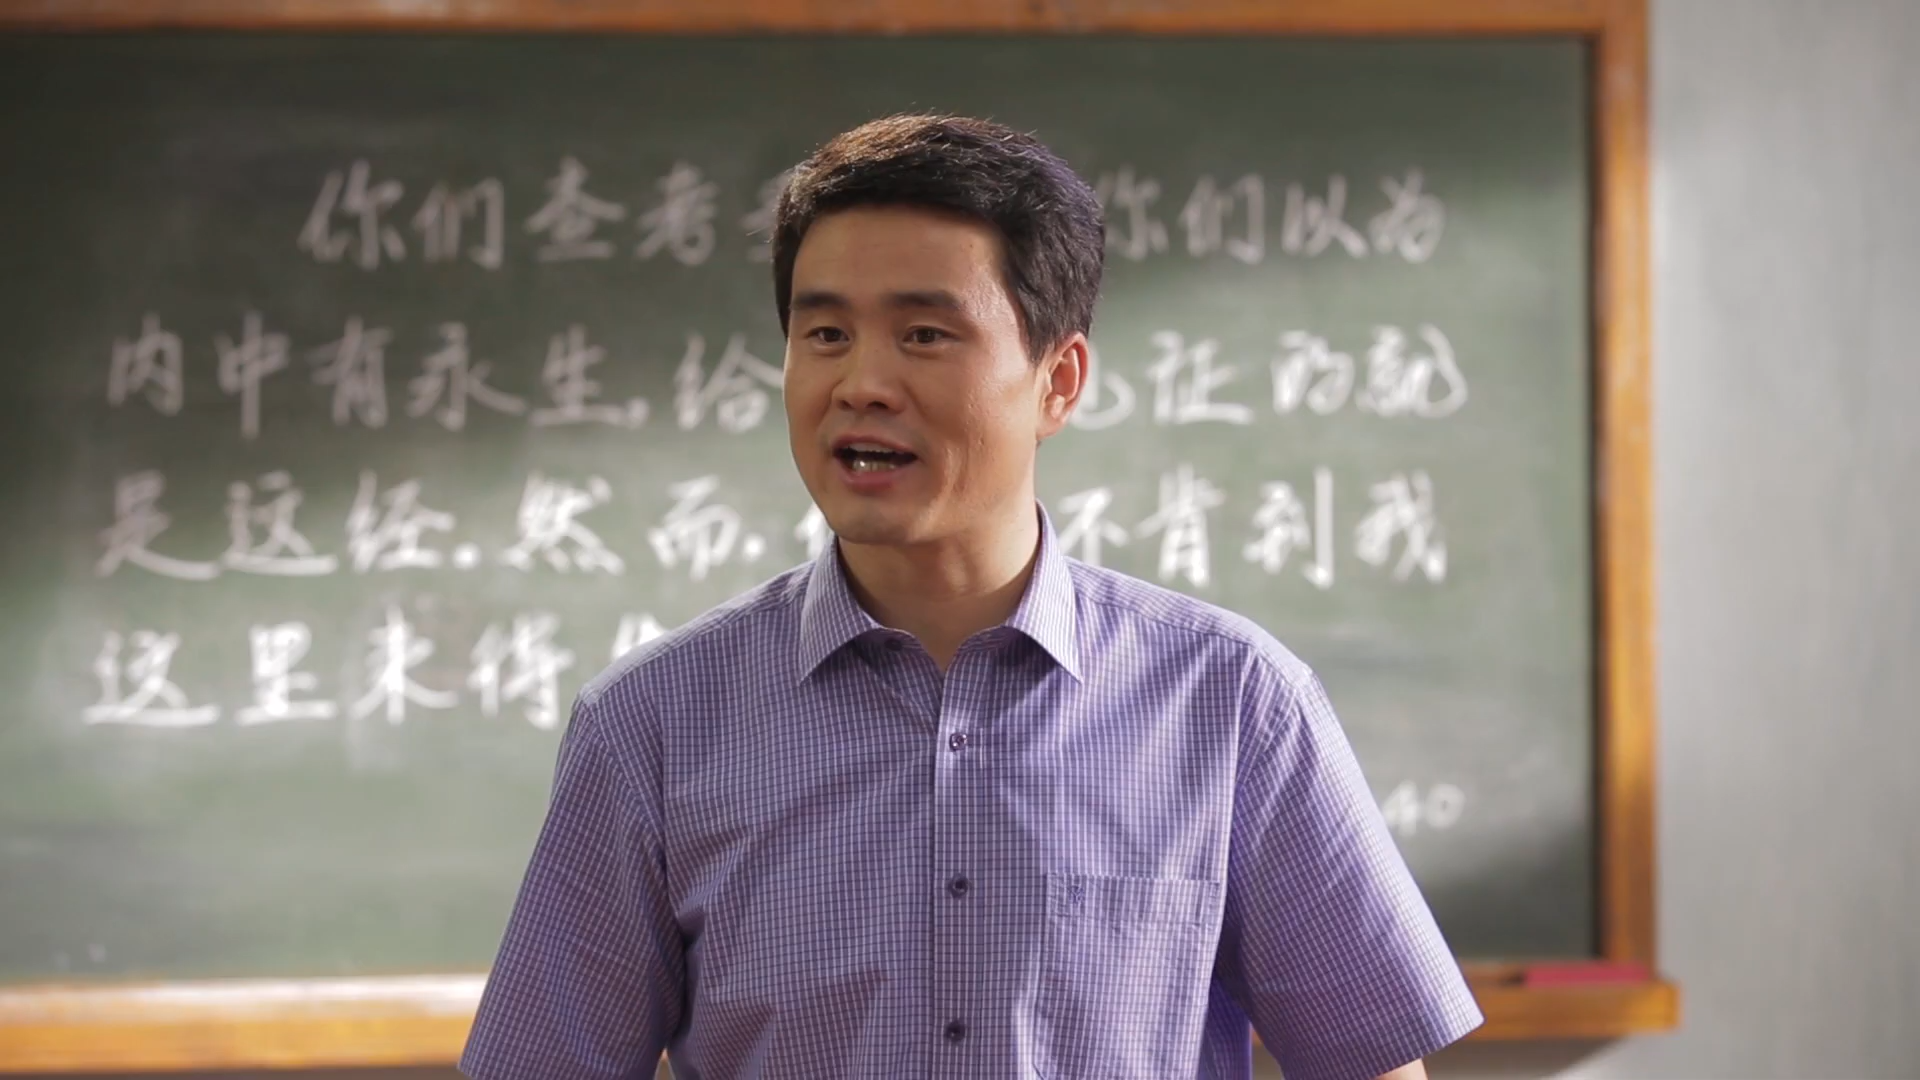 你们查考 你们以为
内中有永生,给 见证的就
是这经.然而. 不肯到我
这里来得
40